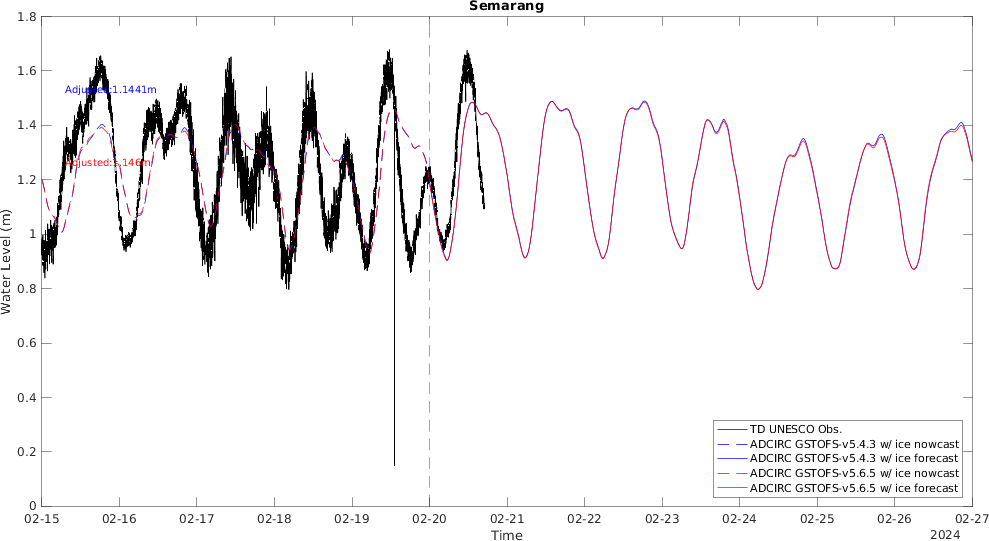 Semarang
1.8
1.6
1.4
1.2
1
0.8
0.6
0.4
0.2
0
Water Level (m)
Adjusted:1.1441m
02-15
02-16
02-17
02-18
02-19
02-20
02-21
02-22
02-23
02-24
02-25
02-26
02-27
Time
2024
TD UNESCO Obs.
ADCIRC GSTOFS-v5.4.3 w/ ice nowcast
ADCIRC GSTOFS-v5.4.3 w/ ice forecast
ADCIRC GSTOFS-v5.6.5 w/ ice nowcast
ADCIRC GSTOFS-v5.6.5 w/ ice forecast